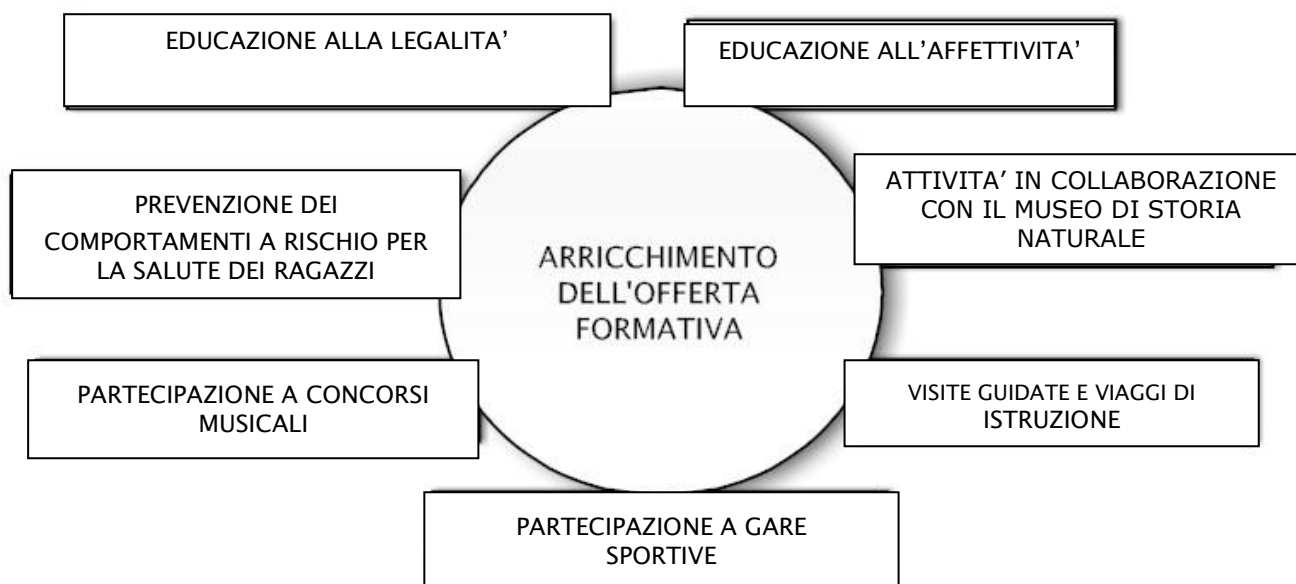 EDUCAZIONE ALLA LEGALITA’
EDUCAZIONE ALL’AFFETTIVITA’
PREVENZIONE DEI
COMPORTAMENTI A RISCHIO PER
LA SALUTE DEI RAGAZZI
ATTIVITA’ IN COLLABORAZIONE
CON IL MUSEO DI STORIA
NATURALE
ARRICCHIMENTO
DELL'OFFERTA
FORMATIVA
PARTECIPAZIONE A CONCORSI
MUSICALI
VISITE GUIDATE E VIAGGI DI
ISTRUZIONE
PARTECIPAZIONE A GARE
SPORTIVE